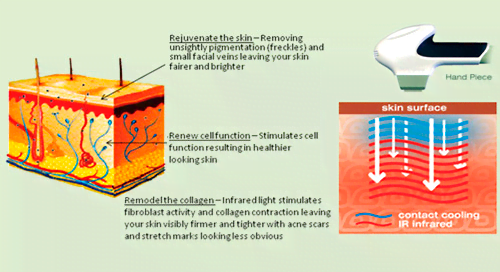 Rejuvenate the skin – Removing
unsightly pigmentation (freckles) and
small facial veins leaving your skin
fairer and brighter
Hand Piece
skin surface
Renew cell function – Stimulates cell
function resulting in healthier
looking skin
Remodel the collagen – Infrared light stimulates
fibroblast activity and collagen contraction leaving
your skin visibly firmer and tighter with acne scars
and stretch marks looking less obvious
contact cooling
IR infrared